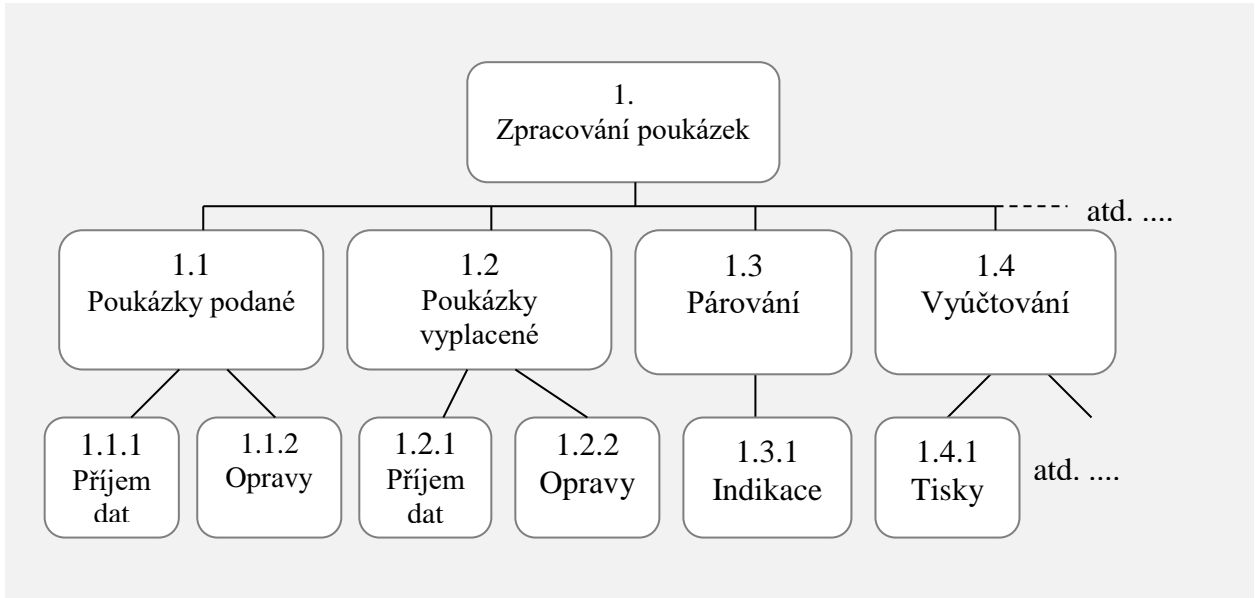 1.
Zpracování poukázek
atd. ....
1.1
Poukázky podané
1.2
Poukázky
vyplacené
1.3
Párování
1.4
Vyúčtování
1.1.1
Příjem
dat
1.1.2
Opravy
1.2.1
Příjem
dat
1.2.2
Opravy
1.3.1
Indikace
1.4.1
Tisky
atd. ....